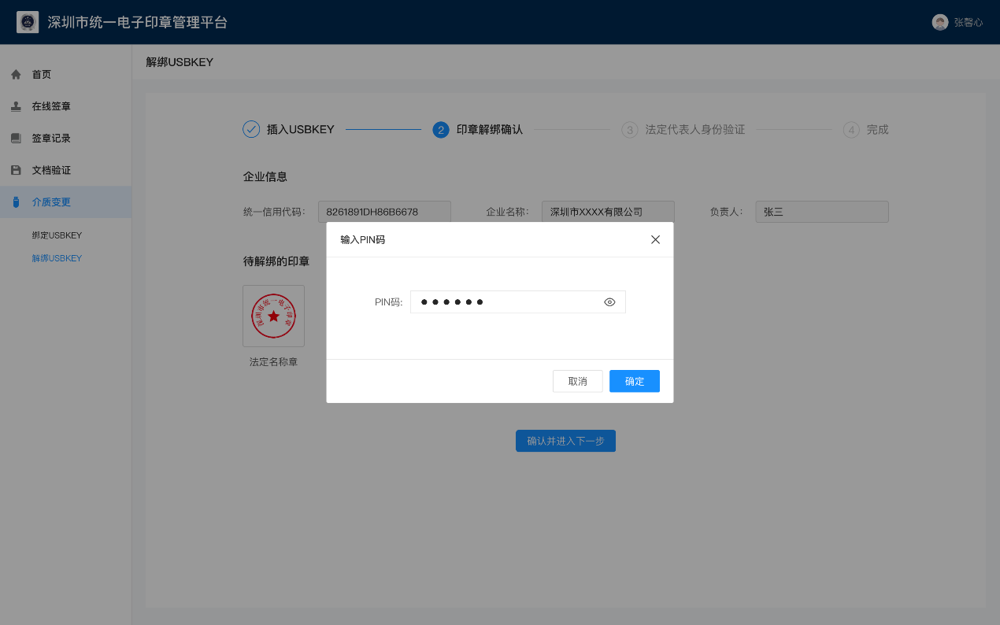 深圳市统一电子印章管理平台
张馨心
首页
在线签章
签章记录
文档验证
介质变更
绑定USBKEY
解绑USBKEY
解绑USBKEY
插入USBKEY
2 印章解绑确认
3 法定代表人身份验证
4 完成
企业信息
统一信用代码： 8261891DH86B6678
企业名称： 深圳市XXXX有限公司
负责人： 张三
待解绑的印章
深圳市统一电子印章
法定名称章
输入PIN码
PIN码: ●●●●●●
取消
确定
确认并进入下一步